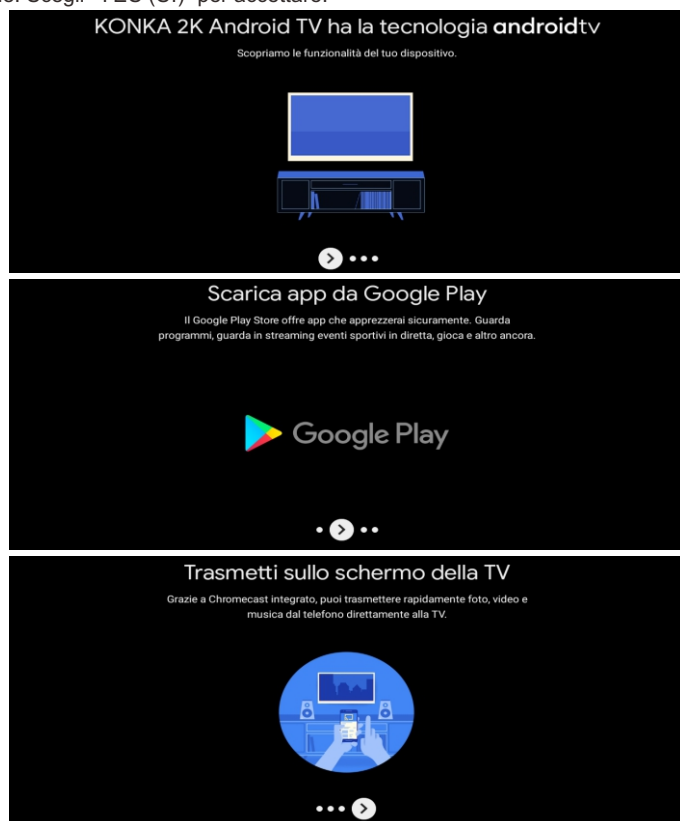 per accettare.
KONKA 2K Android TV ha la tecnologia androidtv
Scopriamo le funzionalità del tuo dispositivo.
Scarica app da Google Play
Il Google Play Store offre app che apprezzerai sicuramente. Guarda
programmi, guarda in streaming eventi sportivi in diretta, gioca e altro ancora.
Google Play
Trasmetti sullo schermo della TV
Grazie a Chromecast integrato, puoi trasmettere rapidamente foto, video e
musica dal telefono direttamente alla TV.